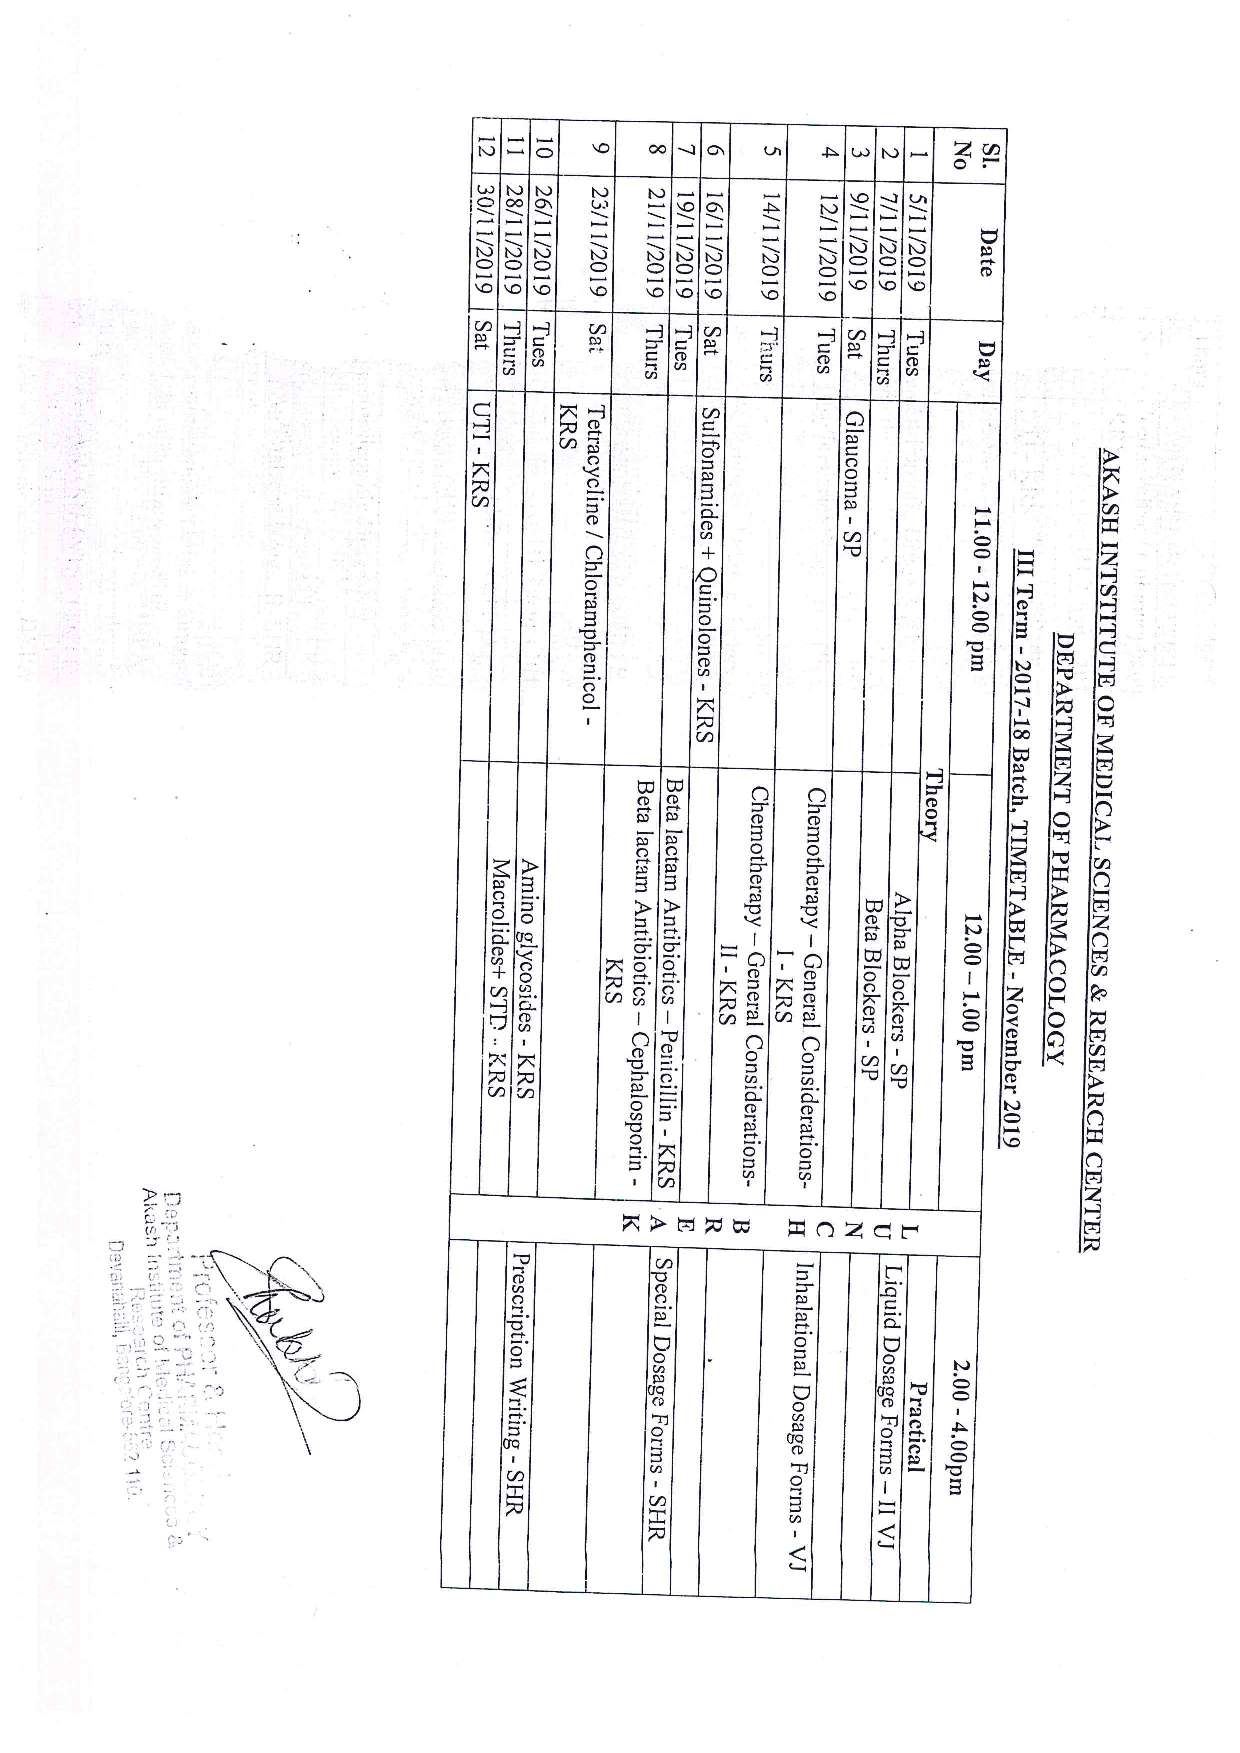 AKASH INTSTITUTE OF MEDICAL SCIENCES & RESEARCH CENTER
DEPARTMENT OF PHARMACOLOGY
III Term - 2017-18 Batch, TIMETABLE - November 2019
Sl. No Date Day 11.00 - 12.00 pm 12.00 – 1.00 pm 2.00 - 4.00pm
Theory Practical
1 5/11/2019 Tues Alpha Blockers - SP Liquid Dosage Forms – II VJ
2 7/11/2019 Thurs Beta Blockers - SP
3 9/11/2019 Sat Glaucoma - SP
4 12/11/2019 Tues Chemotherapy – General Considerations- I - KRS Inhalational Dosage Forms - VJ
5 14/11/2019 Thurs Chemotherapy – General Considerations- II - KRS
6 16/11/2019 Sat Sulfonamides + Quinolones - KRS
7 19/11/2019 Tues Beta lactam Antibiotics – Penicillin - KRS Special Dosage Forms - SHR
8 21/11/2019 Thurs Beta lactam Antibiotics – Cephalosporin - KRS
9 23/11/2019 Sat Tetracycline / Chloramphenicol - KRS
10 26/11/2019 Tues Amino glycosides - KRS Prescription Writing - SHR
11 28/11/2019 Thurs Macrolides+ STD - KRS
12 30/11/2019 Sat UTI - KRS
LUNCH BREAK
Professor &
Department of
Akash Institute of Medical Sciences &
Research Centre
Devanahalli, Bangalore-562 110.